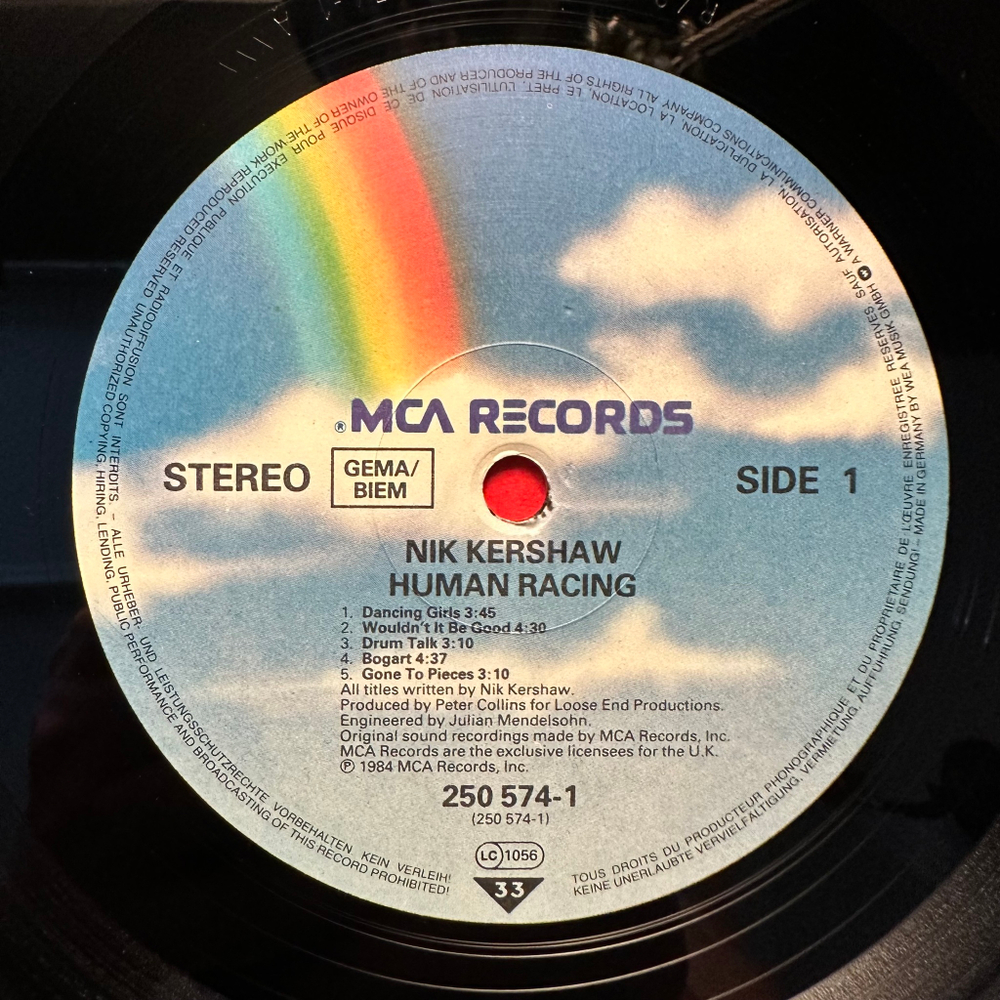 ® MCA RECORDS
STEREO
GEMA/
BIEM
SIDE 1
NIK KERSHAW
HUMAN RACING
1. Dancing Girls 3:45
2. Wouldn't It Be Good 4:30
3. Drum Talk 3:10
4. Bogart 4:37
5. Gone To Pieces 3:10
All titles written by Nik Kershaw.
Produced by Peter Collins for Loose End Productions.
Engineered by Julian Mendelsohn.
Original sound recordings made by MCA Records, Inc.
MCA Records are the exclusive licensees for the U.K.
℗ 1984 MCA Records, Inc.
250 574-1
(250 574-1)
LC 1056
33
TOUS DROITS DU PRODUCTEUR PHONOGRAPHIQUE ET DU PROPRIETAIRE DE L'ŒUVRE ENREGISTREE RESERVES SAUF AUTORISATION, LA DUPLICATION, LA LOCATION, LE PRET, L'UTILISATION DE CE DISQUE POUR EXECUTION PUBLIQUE ET RADIODIFFUSION SONT INTERDITS. – ALLE URHEBER- UND LEISTUNGSSCHUTZRECHTE VORBEHALTEN KEIN VERLEIH!
KEINE UNERLAUBTE VERVIELFÄLTIGUNG, VERMIETUNG, AUFFÜHRUNG, SENDUNG! – MADE IN GERMANY BY WEA MUSIK GMBH A WARNER COMMUNICATIONS COMPANY ALL RIGHTS OF THE PRODUCER AND OF THE OWNER OF THE WORK REPRODUCED RESERVED UNAUTHORIZED COPYING, HIRING, LENDING, PUBLIC PERFORMANCE AND BROADCASTING OF THIS RECORD PROHIBITED!